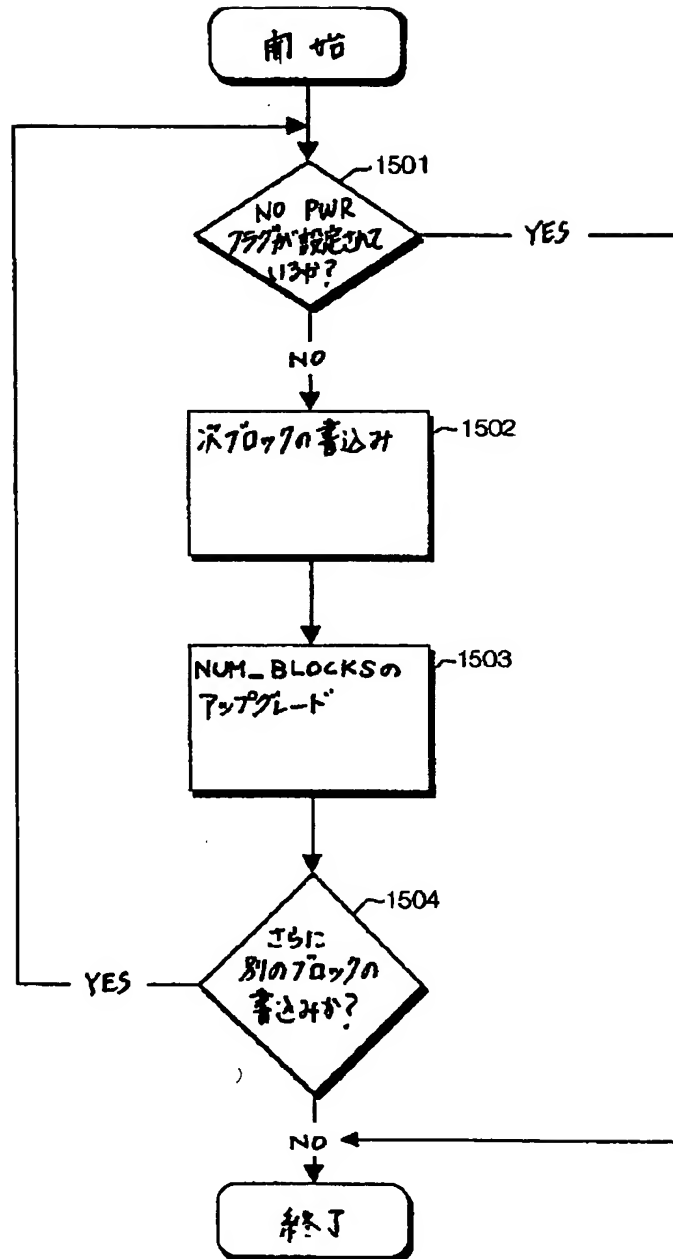 開始
1501
NO PWR
フラグが設定されて
いるか?
YES
NO
次ブロックの書込み
1502
NUM_BLOCKSの
アップグレード
1503
1504
さらに
別のブロックの
書込みか?
YES
NO
終了